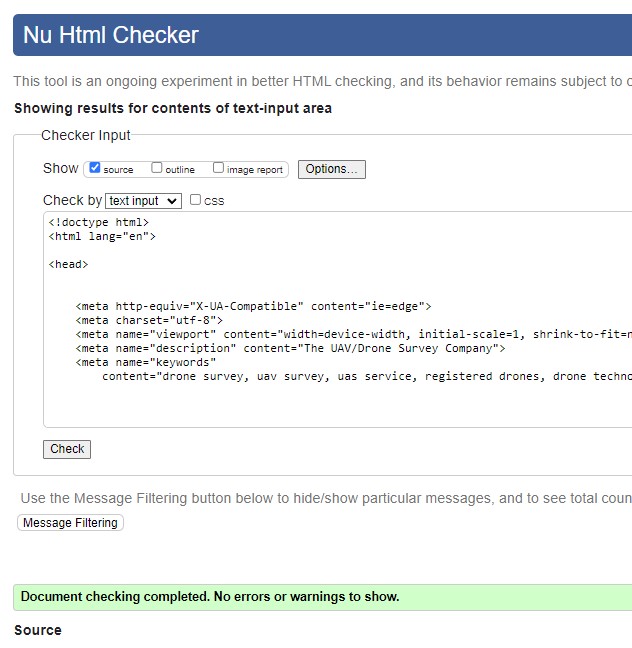 Nu Html Checker
This tool is an ongoing experiment in better HTML checking, and its behavior remains subject to
Showing results for contents of text-input area
Checker Input
Show source outline image report Options...
Check by text input css
<!doctype html>
<html lang="en">
<head>
<meta http-equiv="X-UA-Compatible" content="ie=edge">
<meta charset="utf-8">
<meta name="viewport" content="width=device-width, initial-scale=1, shrink-to-fit=n
<meta name="description" content="The UAV/Drone Survey Company">
<meta name="keywords"
content="drone survey, uav survey, uas service, registered drones, drone techno
Check
Use the Message Filtering button below to hide/show particular messages, and to see total coun
Message Filtering
Document checking completed. No errors or warnings to show.
Source